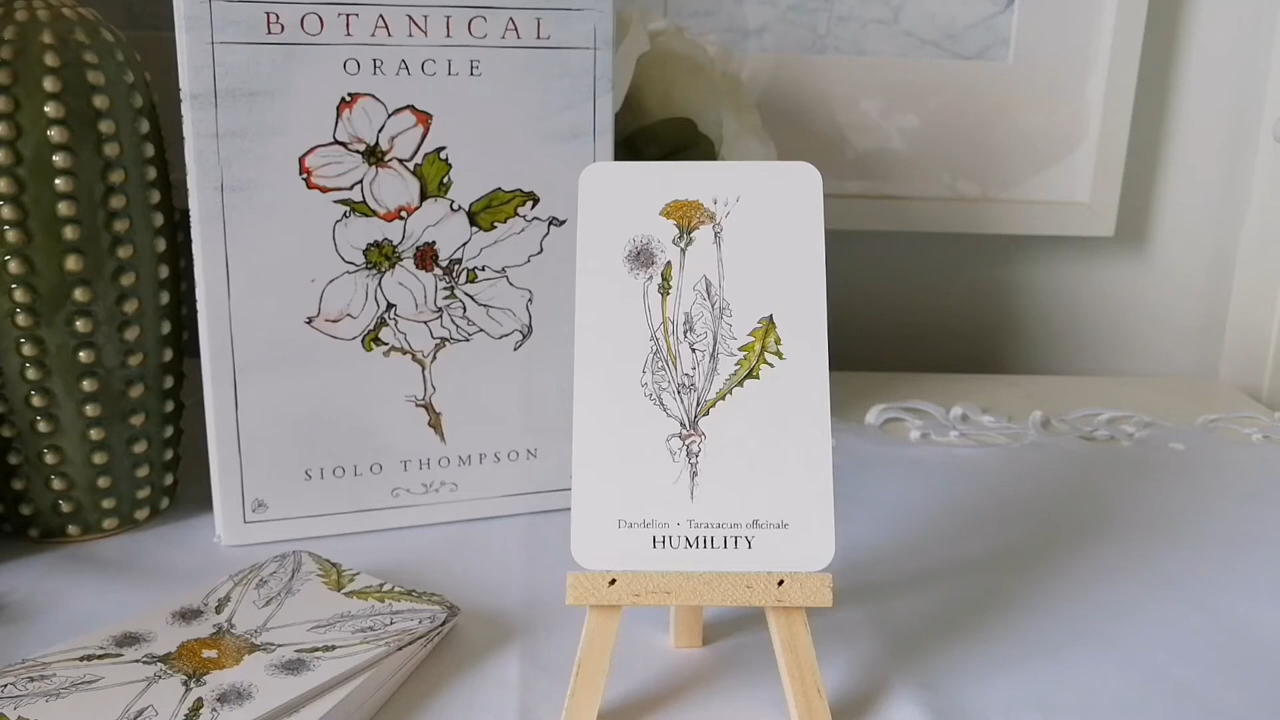 BOTANICAL
ORACLE
SIOLO THOMPSON
Dandelion • Taraxacum officinale
HUMILITY